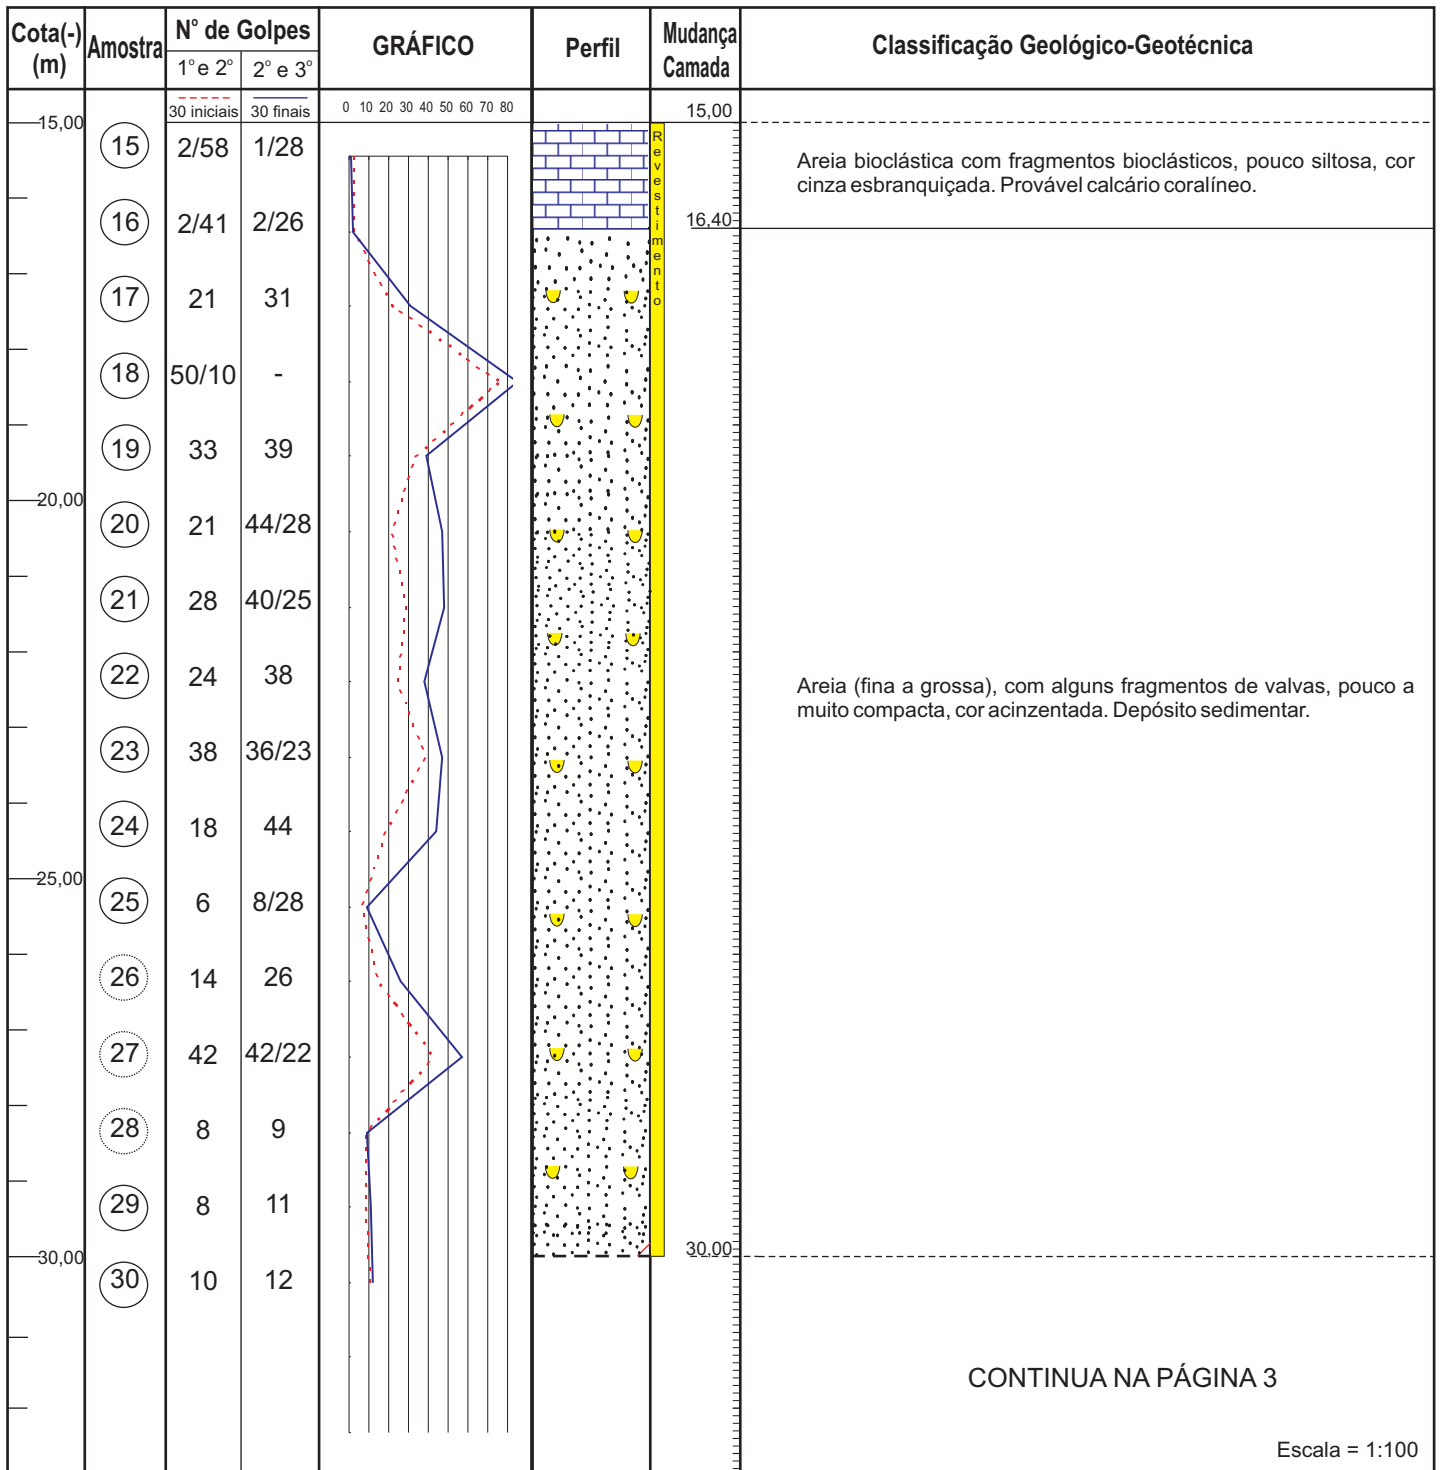 Cota(-) (m) Amostra N° de Golpes GRÁFICO Perfil Mudança Camada Classificação Geológico-Geotécnica
1° e 2° 2° e 3°
30 iniciais 30 finais 0 10 20 30 40 50 60 70 80
15,00 15,00
15 2/58 1/28
Areia bioclástica com fragmentos bioclásticos, pouco siltosa, cor
cinza esbranquiçada. Provável calcário coralíneo.
Revestimento
16 2/41 2/26 16,40
17 21 31
18 50/10 -
19 33 39
20,00
20 21 44/28
21 28 40/25
22 24 38
Areia (fina a grossa), com alguns fragmentos de valvas, pouco a
muito compacta, cor acinzentada. Depósito sedimentar.
23 38 36/23
24 18 44
25,00
25 6 8/28
26 14 26
27 42 42/22
28 8 9
29 8 11
30,00 30,00
30 10 12
CONTINUA NA PÁGINA 3
Escala = 1:100